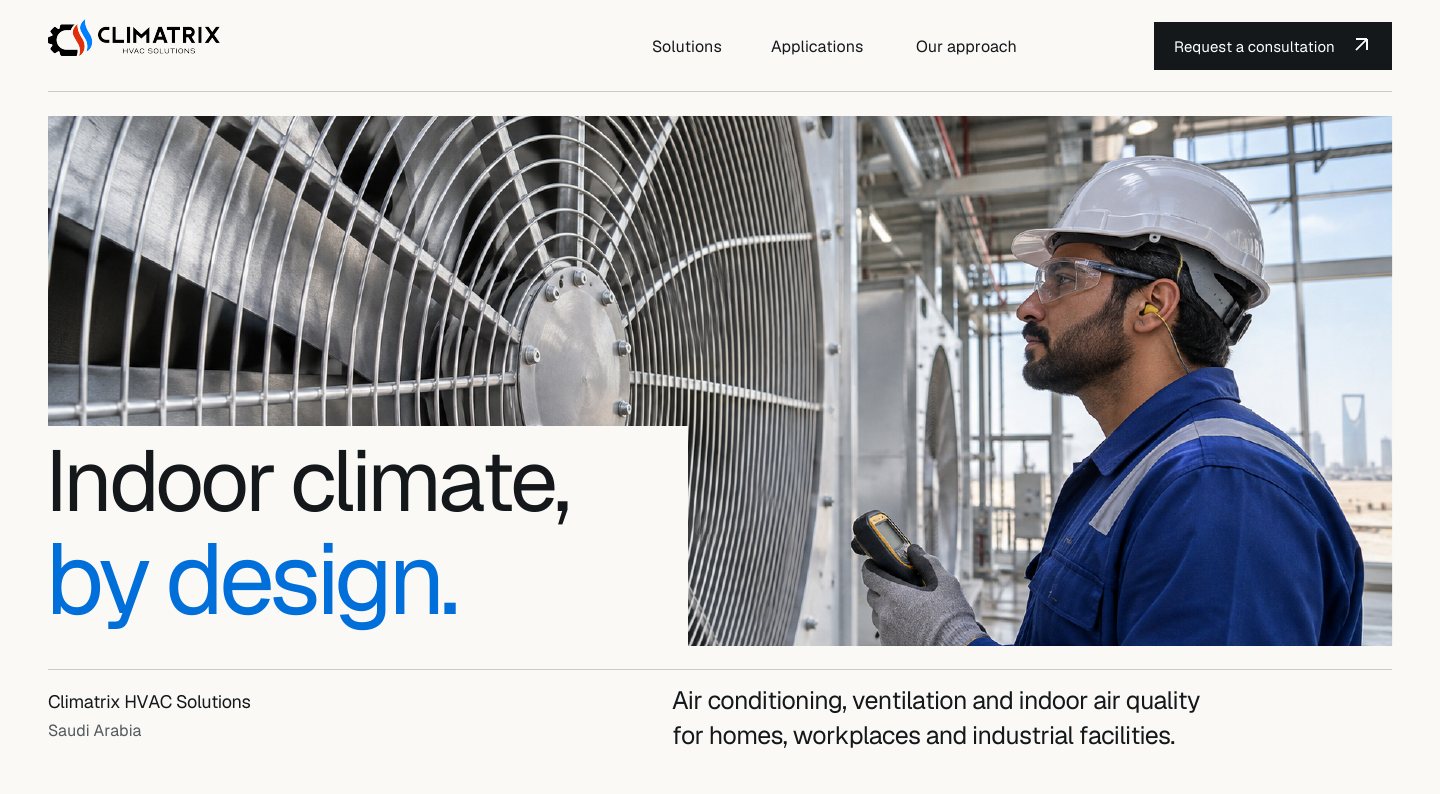 CLIMATRIX
HVAC SOLUTIONS
Solutions
Applications
Our approach
Request a consultation
Indoor climate,
by design.
Climatrix HVAC Solutions
Saudi Arabia
Air conditioning, ventilation and indoor air quality
for homes, workplaces and industrial facilities.